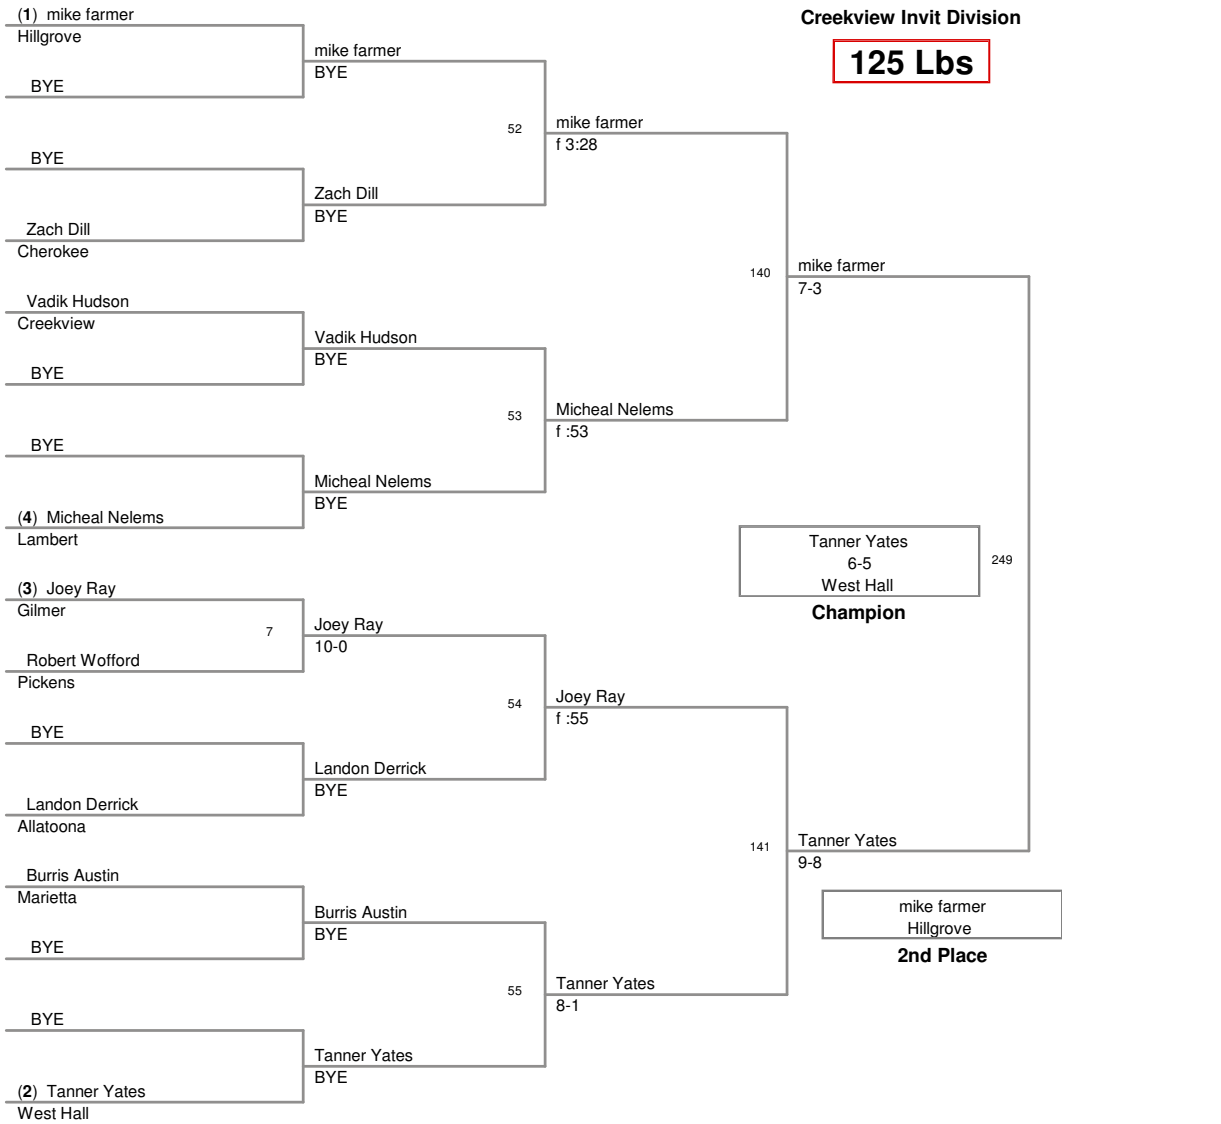 Creekview Invit Division
125 Lbs
(1) mike farmer
Hillgrove
BYE
BYE
Zach Dill
Cherokee
Vadik Hudson
Creekview
BYE
BYE
(4) Micheal Nelems
Lambert
(3) Joey Ray
Gilmer
7
Robert Wofford
Pickens
BYE
Landon Derrick
Allatoona
Burris Austin
Marietta
BYE
BYE
(2) Tanner Yates
West Hall
mike farmer
BYE
52
Zach Dill
BYE
Vadik Hudson
BYE
53
Micheal Nelems
BYE
Joey Ray
10-0
54
Landon Derrick
BYE
Burris Austin
BYE
55
Tanner Yates
BYE
mike farmer
f 3:28
140
Micheal Nelems
f :53
Joey Ray
f :55
141
Tanner Yates
8-1
mike farmer
7-3
249
Tanner Yates
9-8
Tanner Yates
6-5
West Hall
Champion
mike farmer
Hillgrove
2nd Place